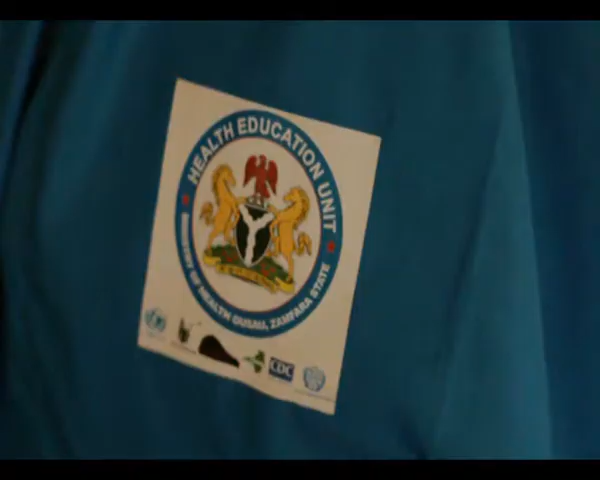 HEALTH EDUCATION UNIT
MINISTRY OF HEALTH GUSAU, ZAMFARA STATE
CDC